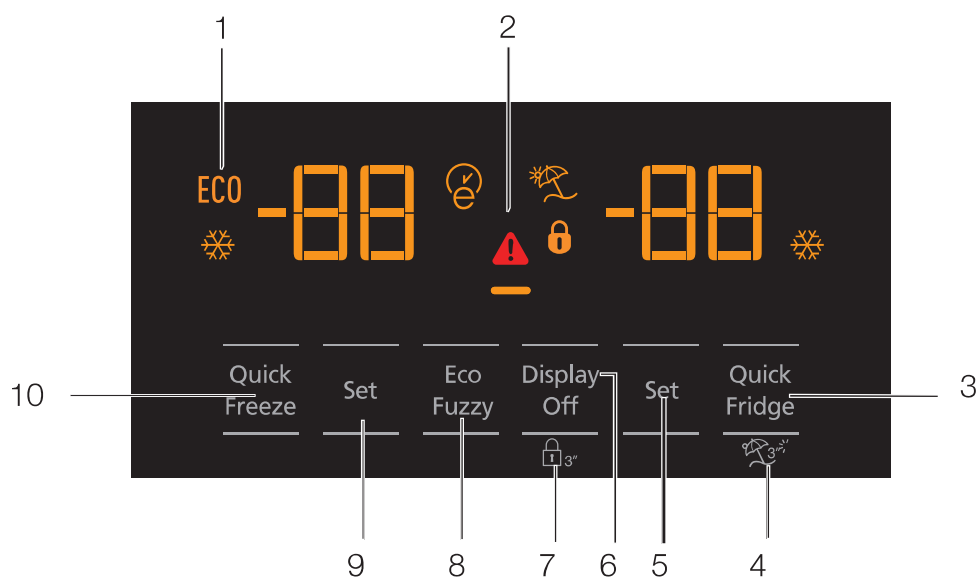 1
2
ECO
-88
e
-88
10
Quick
Freeze
Set
Eco
Fuzzy
Display
Off
Set
Quick
Fridge
3
3"
3"
9
8
7
6
5
4